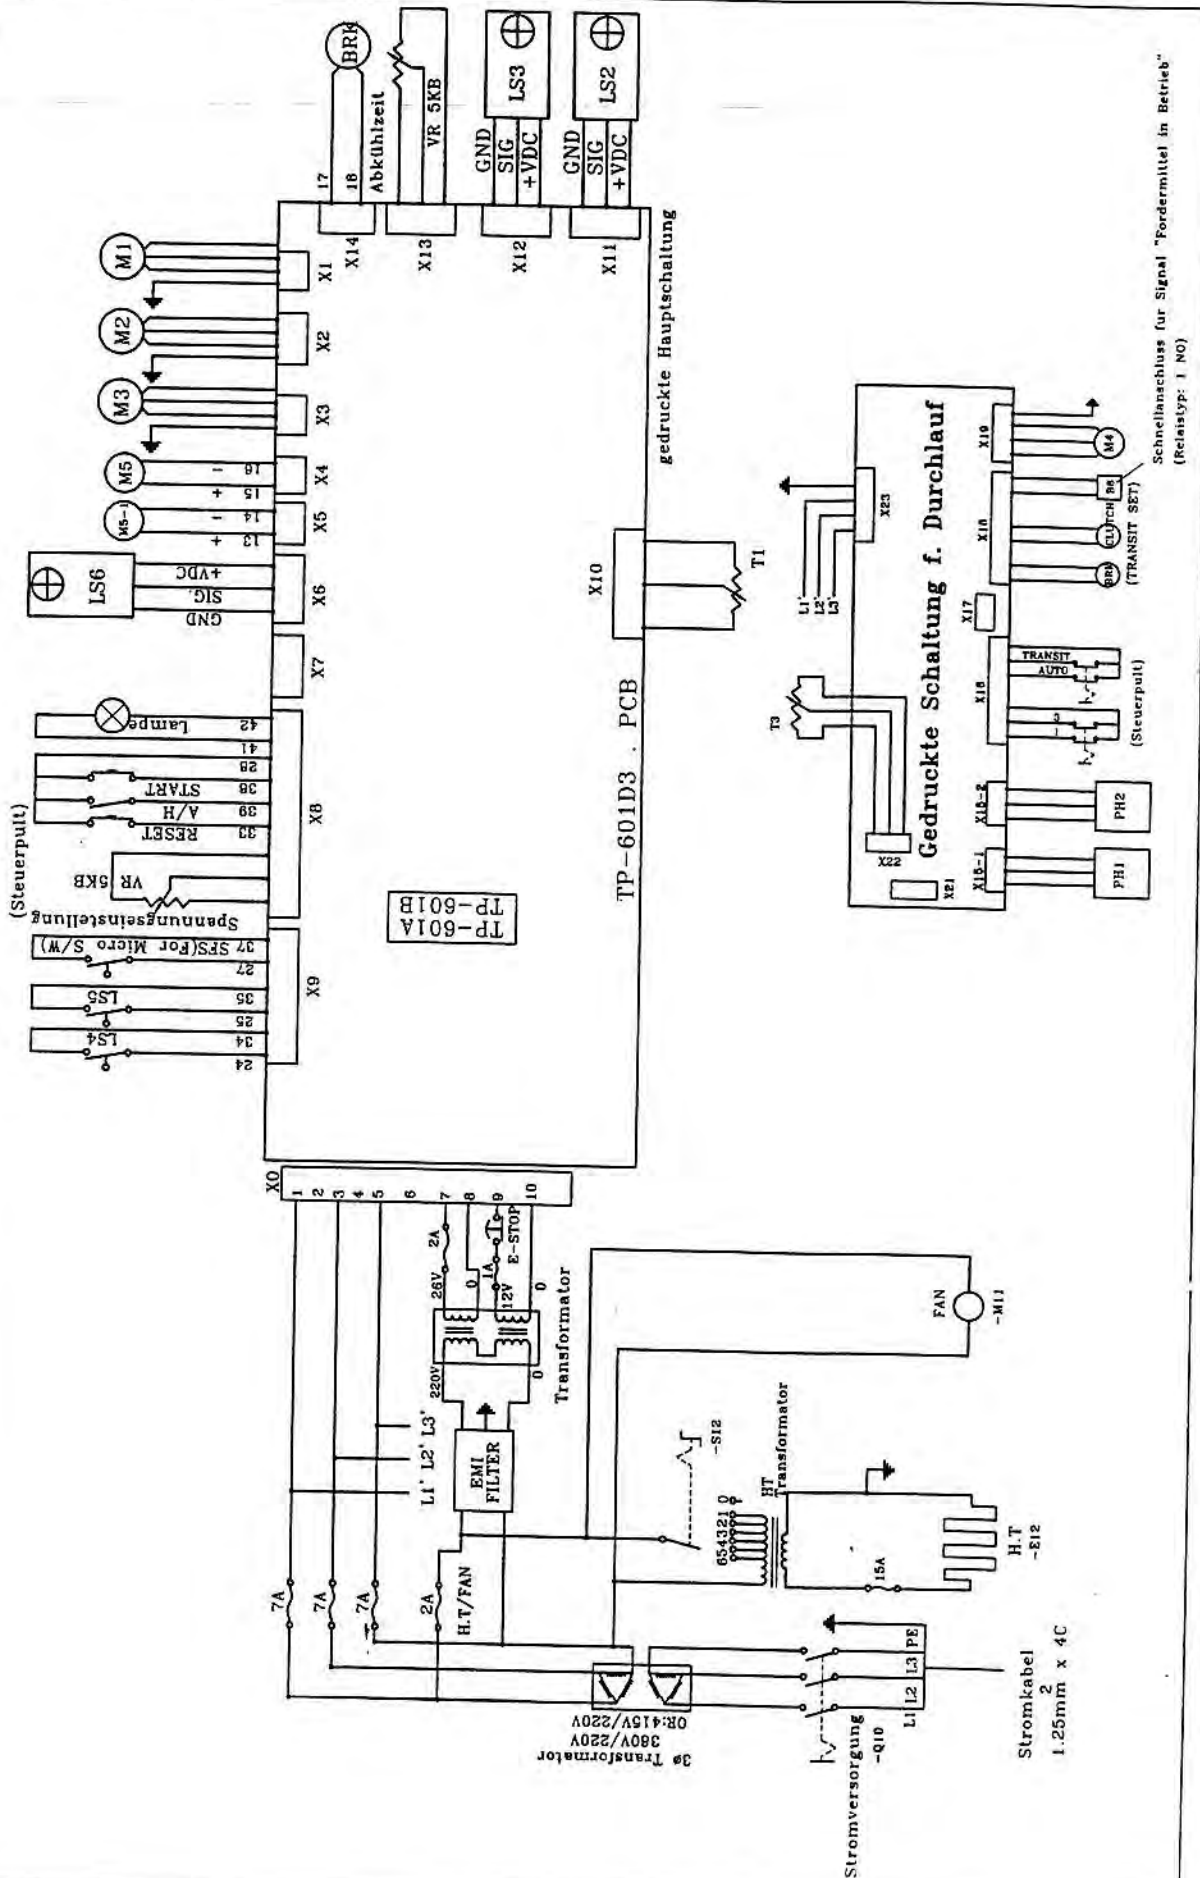 BRK
17
18
Abkühlzeit
VR 5KB
LS3
GND
SIG
+VDC
LS2
GND
SIG
+VDC
X14
X13
X12
X11
M1
M2
M3
M5
M5-1
X1
X2
X3
X4
X5
- 16
+ 15
- 14
+ 13
LS6
+VDC
SIG.
GND
X6
X7
(Steuerpult)
Lampe
42
41
28
START 38
A/H 39
RESET 33
X8
VR 5KB
Spannungseinstellung
37 SFS(For Micro S/W)
27
LS5
35
25
LS4
34
24
X9
gedruckte Hauptschaltung
TP-601D3 . PCB
TP-601A
TP-601B
X10
T1
X0
1
2
3
4
5
6
7
8
9
10
2A
1A
E-STOP
26V
0
12V
0
220V
0
Transformator
L1' L2' L3'
EMI
FILTER
7A
7A
7A
2A
H.T/FAN
FAN
-M11
-S12
6543210
HT
Transformator
15A
H.T
-E12
3ø Transformator
380V/220V
OR:415V/220V
Stromversorgung
-Q10
L1 L2 L3 PE
Stromkabel
2
1.25mm x 4C
Gedruckte Schaltung f. Durchlauf
L1'
L2'
L3'
X23
T3
X22
X21
X15-1
X15-2
X16
X17
X18
X19
PH1
PH2
TRANSIT
AUTO
(Steuerpult)
BRK
CLUTCH
(TRANSIT SET)
M4
Schnellanschluss fur Signal "Fordermittel in Betrieb"
(Relaistyp: 1 NO)